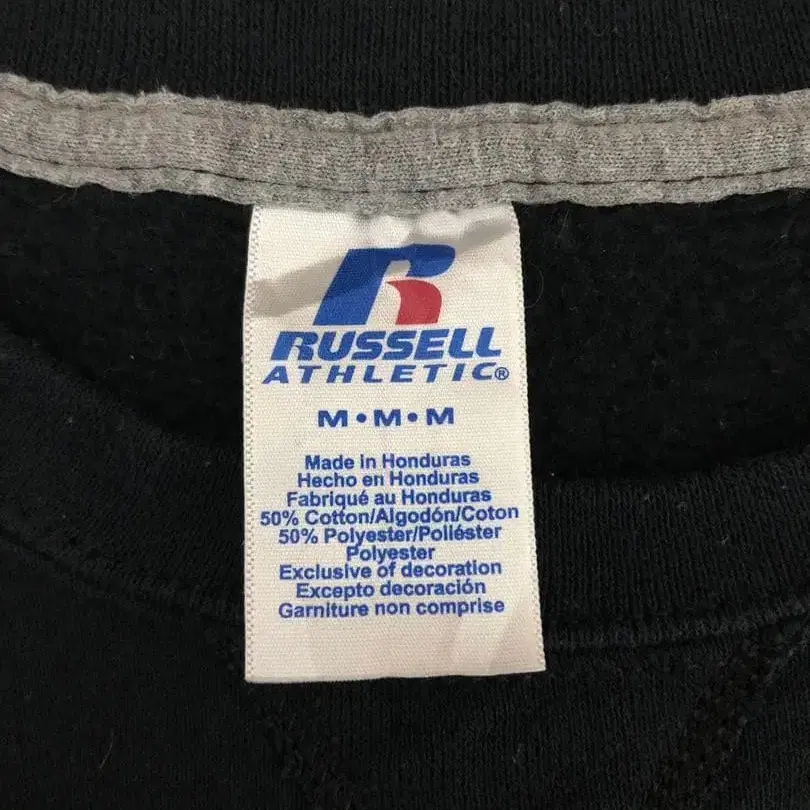 R
RUSSELL
ATHLETIC®
M•M•M
Made in Honduras
Hecho en Honduras
Fabriqué au Honduras
50% Cotton/Algodón/Coton
50% Polyester/Poliéster
Polyester
Exclusive of decoration
Excepto decoración
Garniture non comprise